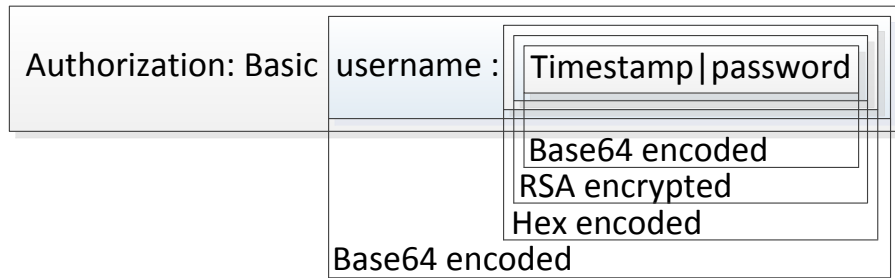 Authorization: Basic username : Timestamp|password
Base64 encoded
RSA encrypted
Hex encoded
Base64 encoded